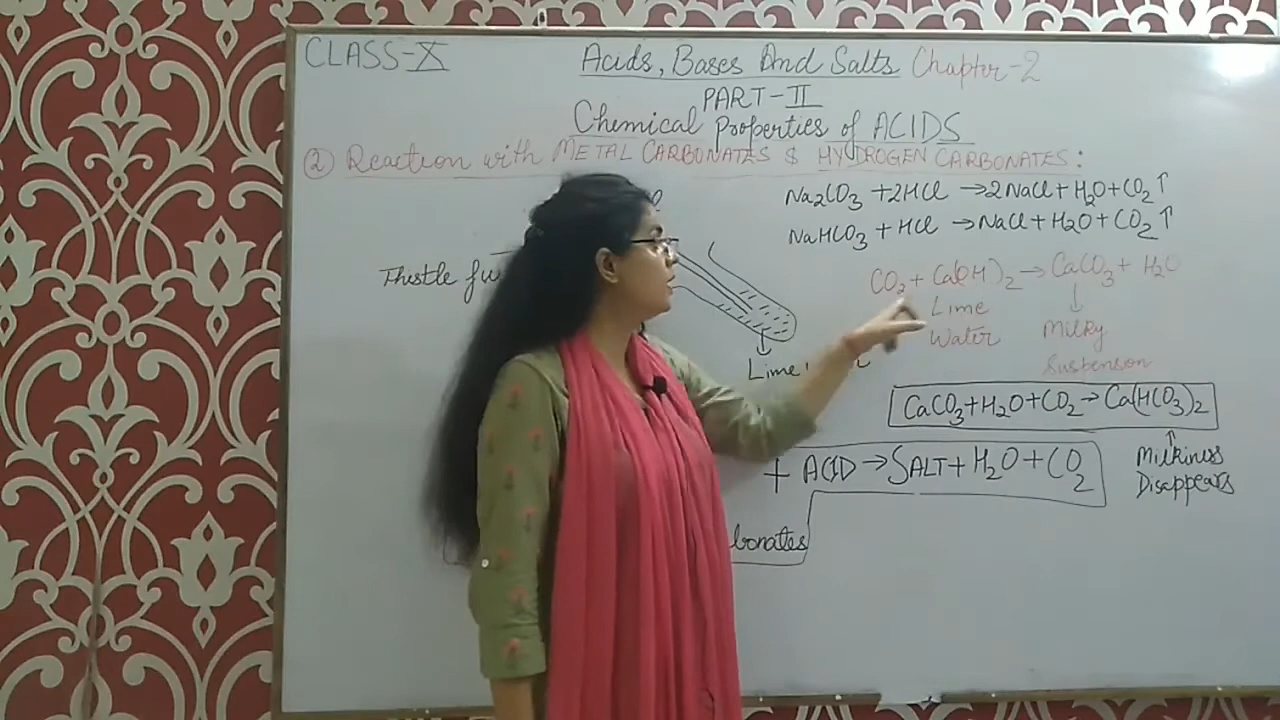 CLASS-X
Acids, Bases And Salts Chapter-2
PART-II
Chemical Properties of ACIDS
② Reaction with METAL CARBONATES & HYDROGEN CARBONATES:
Na₂CO₃ + 2HCl → 2NaCl + H₂O + CO₂↑
NaHCO₃ + HCl → NaCl + H₂O + CO₂↑
Thistle
CO₂ + Ca(OH)₂ → CaCO₃ + H₂O
Lime
Water
↓
Milky
Suspenson
Lime
CaCO₃+H₂O+CO₂→Ca(HCO₃)₂
↑
Milkiness
Disappears
+ ACID → SALT + H₂O + CO₂
bonates